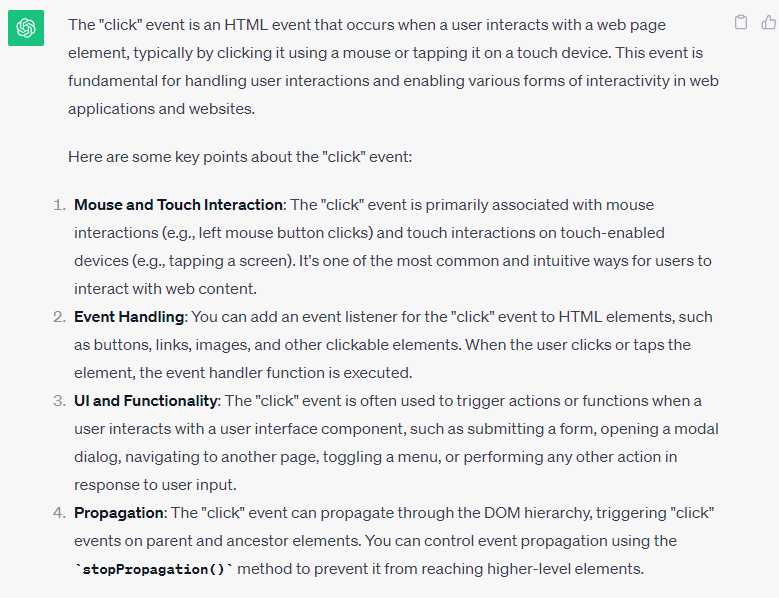 The "click" event is an HTML event that occurs when a user interacts with a web page
element, typically by clicking it using a mouse or tapping it on a touch device. This event is
fundamental for handling user interactions and enabling various forms of interactivity in web
applications and websites.
Here are some key points about the "click" event:
1. Mouse and Touch Interaction: The "click" event is primarily associated with mouse
interactions (e.g., left mouse button clicks) and touch interactions on touch-enabled
devices (e.g., tapping a screen). It's one of the most common and intuitive ways for users to
interact with web content.
2. Event Handling: You can add an event listener for the "click" event to HTML elements, such
as buttons, links, images, and other clickable elements. When the user clicks or taps the
element, the event handler function is executed.
3. UI and Functionality: The "click" event is often used to trigger actions or functions when a
user interacts with a user interface component, such as submitting a form, opening a modal
dialog, navigating to another page, toggling a menu, or performing any other action in
response to user input.
4. Propagation: The "click" event can propagate through the DOM hierarchy, triggering "click"
events on parent and ancestor elements. You can control event propagation using the
`stopPropagation()` method to prevent it from reaching higher-level elements.